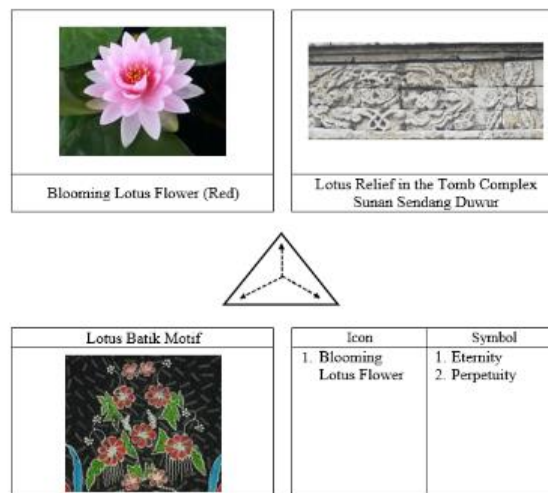 Blooming Lotus Flower (Red)
Lotus Relief in the Tomb Complex
Sunan Sendang Duwur
Lotus Batik Motif
Icon
1. Blooming
Lotus Flower
Symbol
1. Eternity
2. Perpetuity